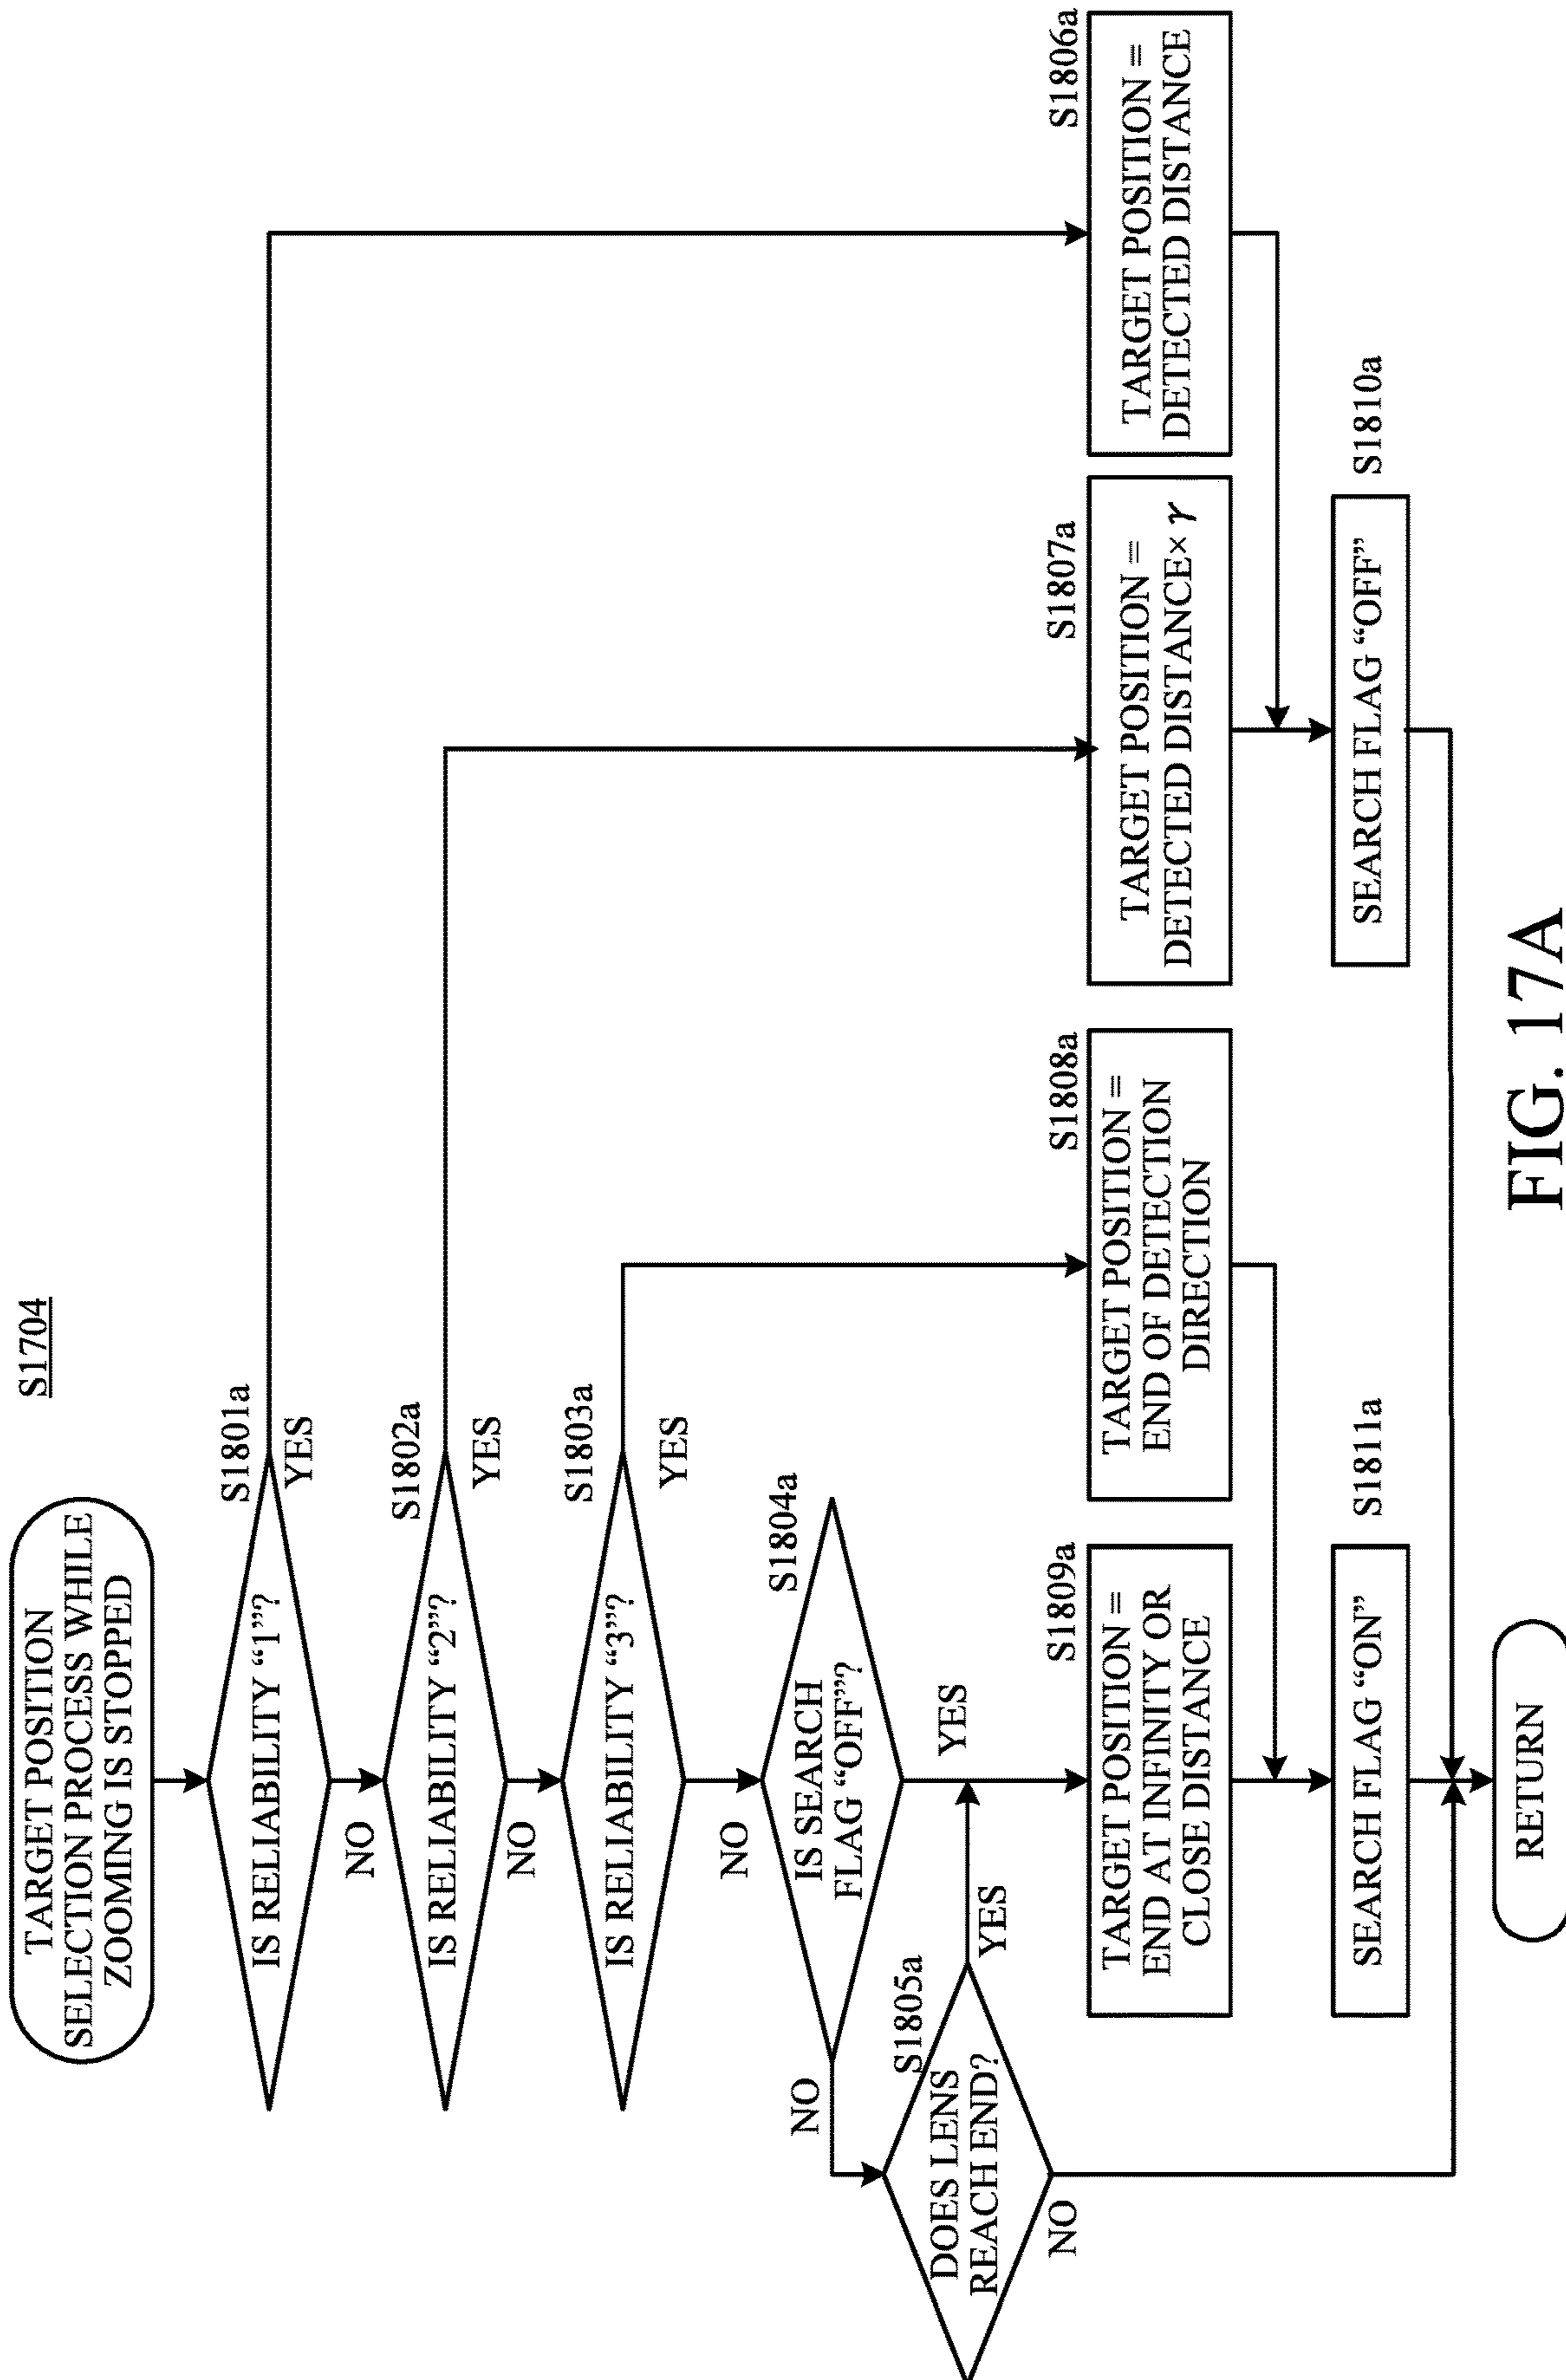 S1704
TARGET POSITION
SELECTION PROCESS WHILE
ZOOMING IS STOPPED
S1801a
IS RELIABILITY “1”?
YES
NO
S1802a
IS RELIABILITY “2”?
YES
NO
S1803a
IS RELIABILITY “3”?
YES
NO
S1804a
IS SEARCH
FLAG “OFF”?
NO
YES
S1805a
DOES LENS
REACH END?
YES
NO
S1809a
TARGET POSITION =
END AT INFINITY OR
CLOSE DISTANCE
S1808a
TARGET POSITION =
END OF DETECTION
DIRECTION
S1807a
TARGET POSITION =
DETECTED DISTANCE× γ
S1806a
TARGET POSITION =
DETECTED DISTANCE
S1811a
SEARCH FLAG “ON”
S1810a
SEARCH FLAG “OFF”
RETURN
FIG. 17A